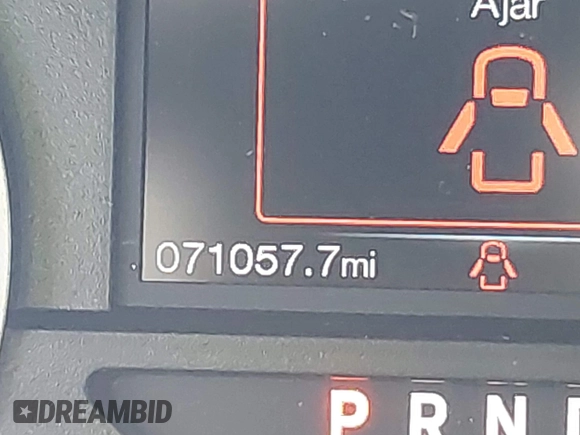 Ajar
071057.7mi
P R N
DREAMBID